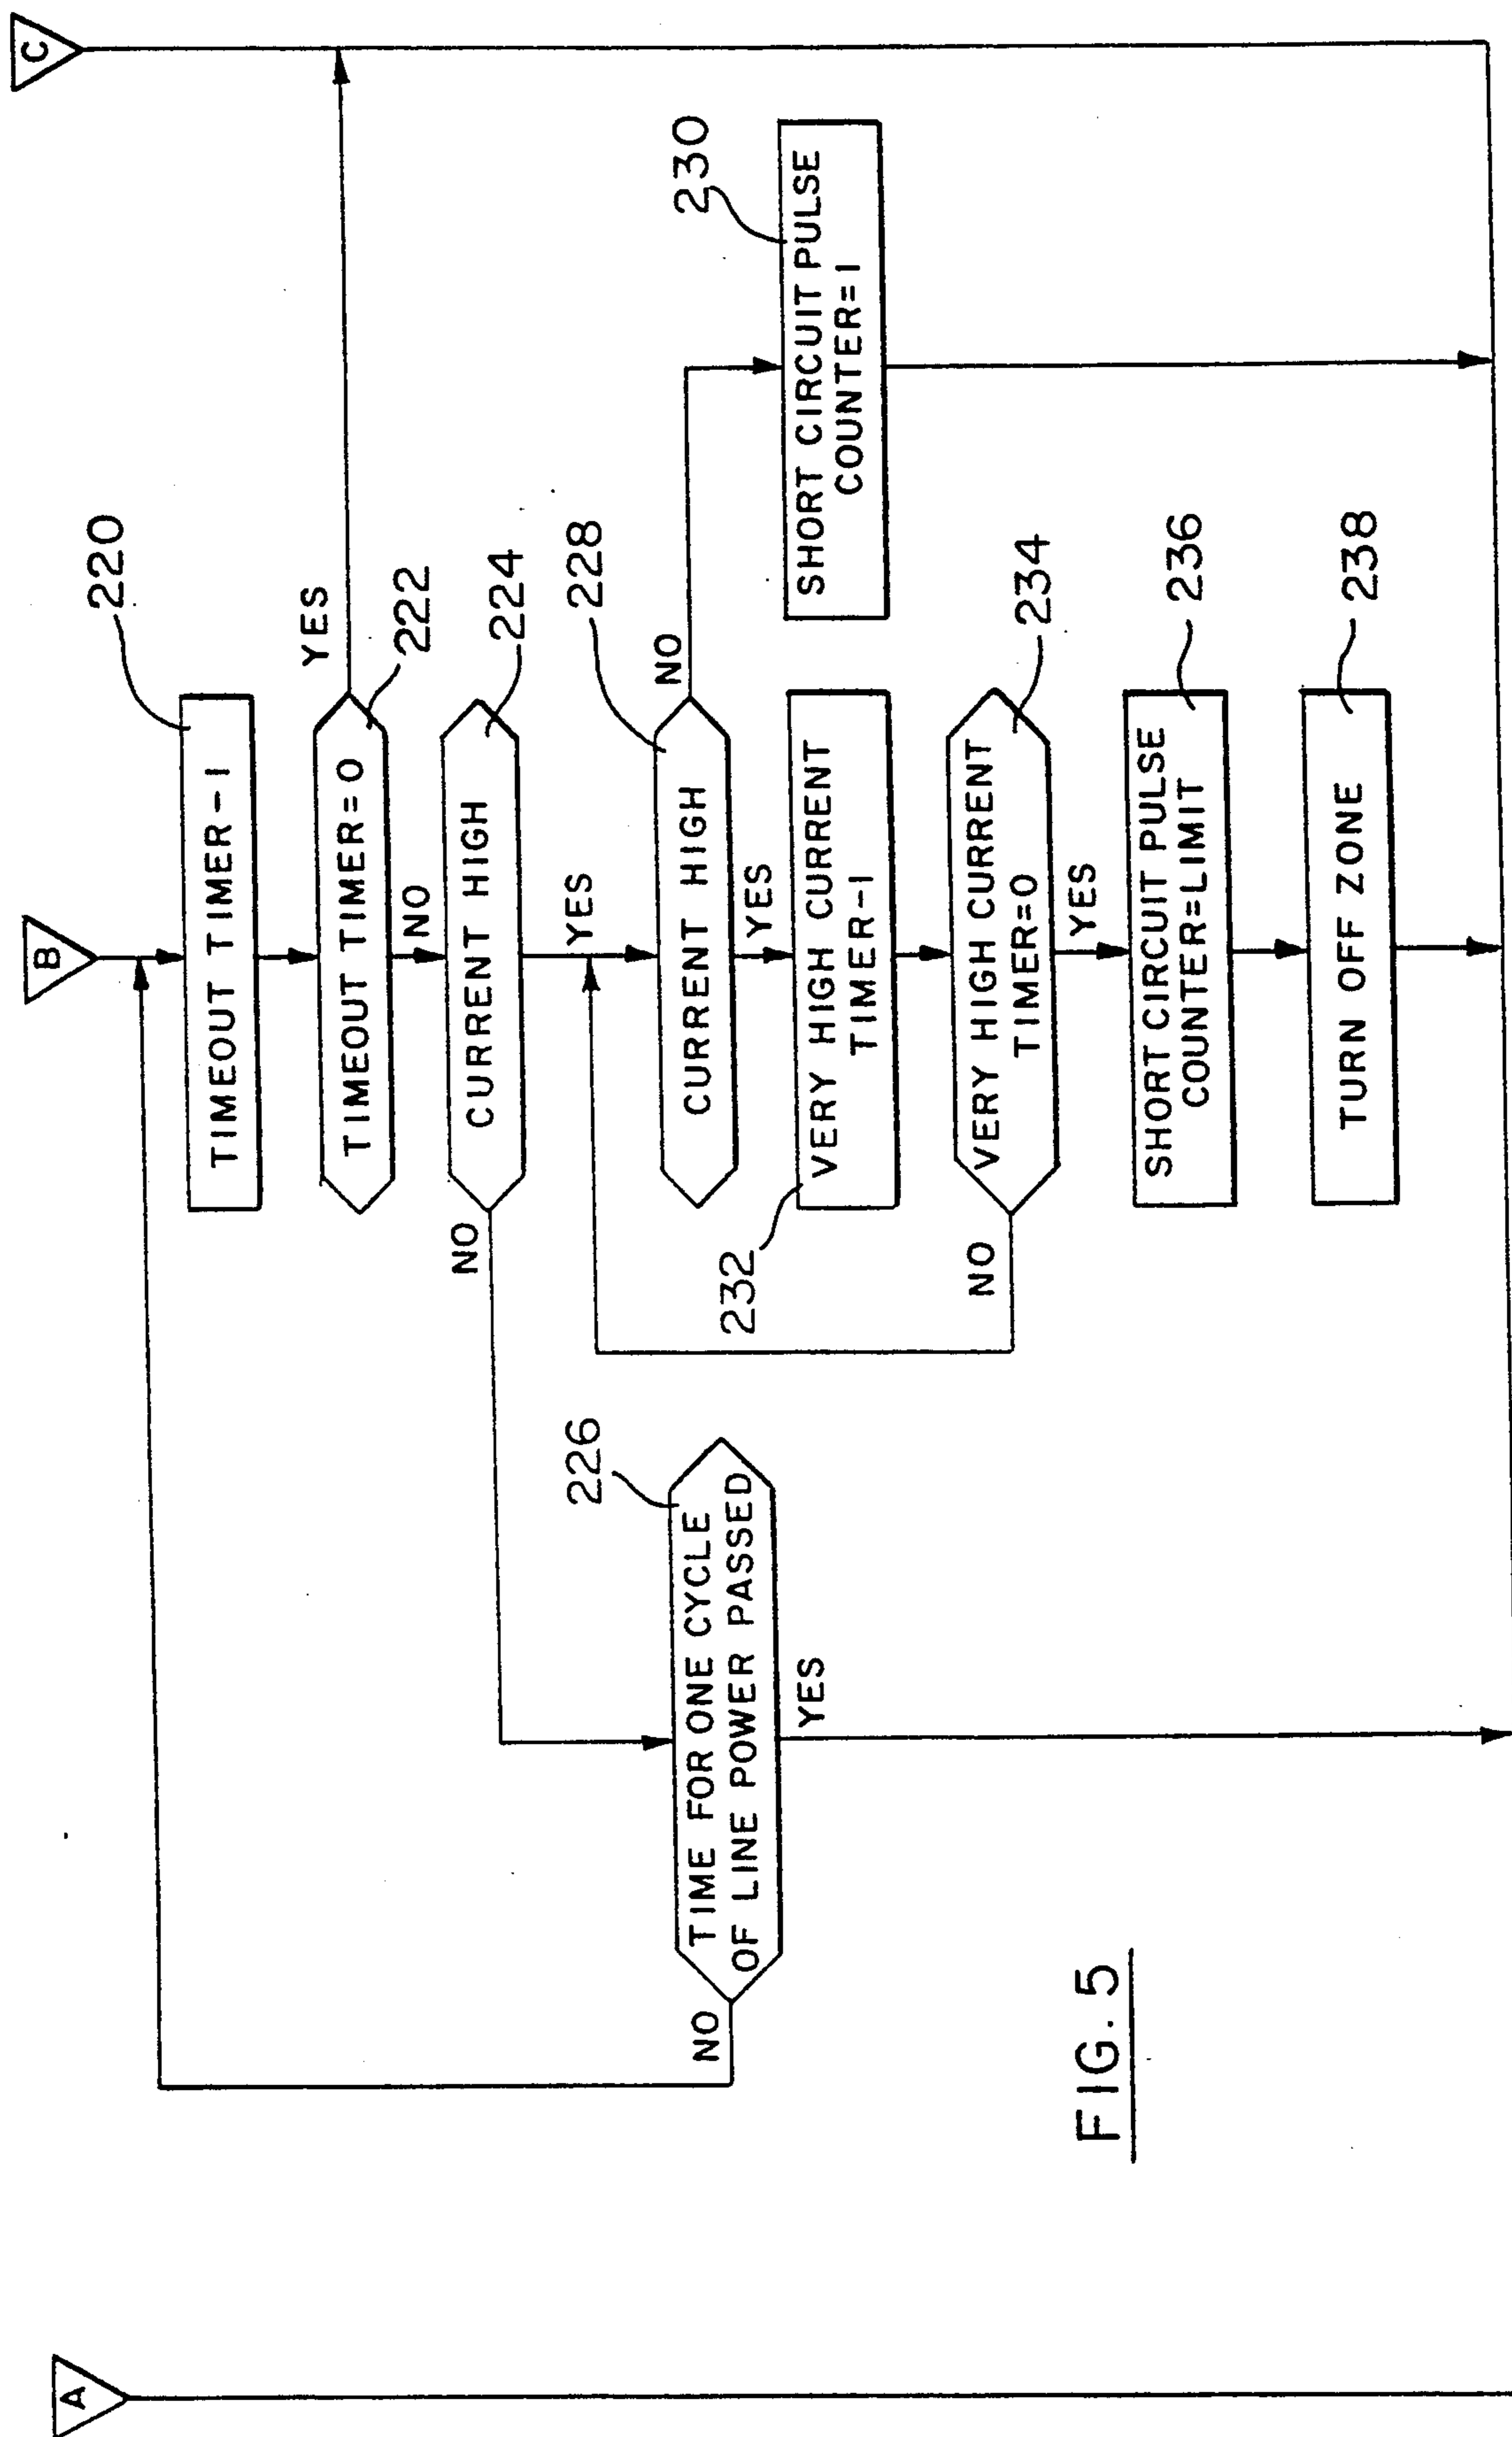 A
B
C
220
TIMEOUT TIMER-1
YES
222
TIMEOUT TIMER=0
NO
224
CURRENT HIGH
NO
YES
228
CURRENT HIGH
NO
YES
230
SHORT CIRCUIT PULSE
COUNTER=1
226
TIME FOR ONE CYCLE
OF LINE POWER PASSED
NO
YES
232
VERY HIGH CURRENT
TIMER-1
234
VERY HIGH CURRENT
TIMER=0
NO
YES
236
SHORT CIRCUIT PULSE
COUNTER=LIMIT
238
TURN OFF ZONE
FIG. 5